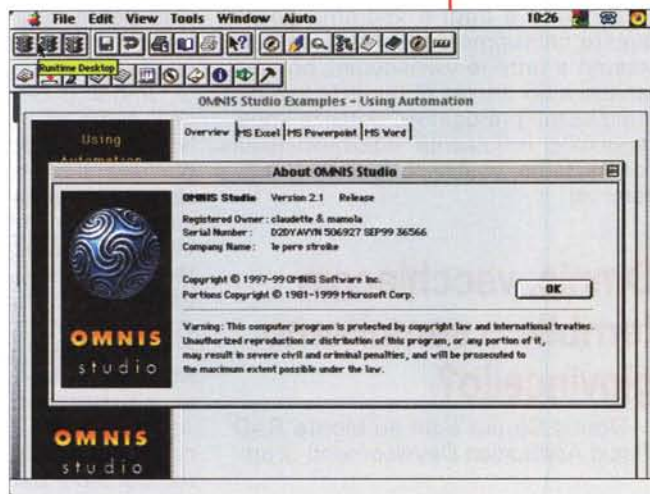 File Edit View Tools Window Aiuto 10:26
Runtime Desktop
OMNIS Studio Examples - Using Automation
Using
Automation
Overview MS Excel MS Powerpoint MS Word
About OMNIS Studio
OMNIS Studio Version 2.1 Release
Registered Owner : claudette & mamola
Serial Number : D2DYAVYN 506927 SEP99 36566
Company Name : le pere stroike
Copyright © 1997-99 OMNIS Software Inc.
Portions Copyright © 1981-1999 Microsoft Corp.
OK
Warning : This computer program is protected by copyright law and international treaties.
Unauthorized reproduction or distribution of this program, or any portion of it,
may result in severe civil and criminal penalties, and will be prosecuted to
the maximum extent possible under the law.
OMNIS
studio
OMNIS
studio